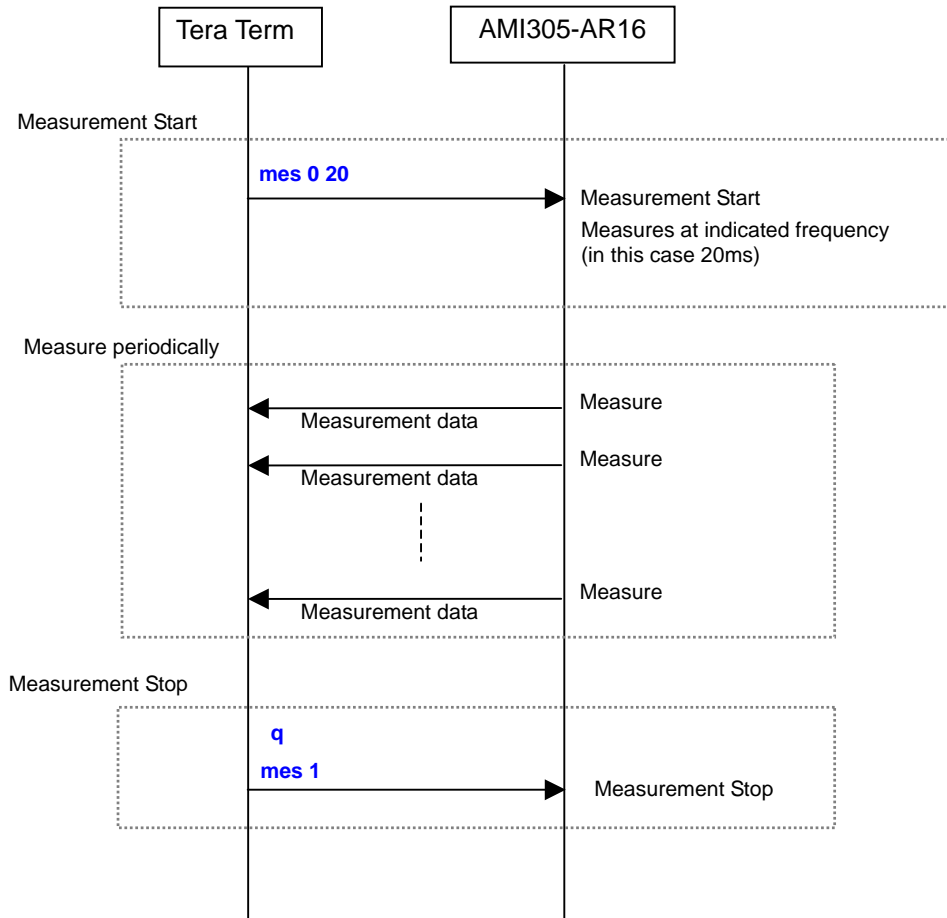 Tera Term
AMI305-AR16
Measurement Start
mes 0 20
Measurement Start
Measures at indicated frequency
(in this case 20ms)
Measure periodically
Measure
Measurement data
Measure
Measurement data
Measure
Measurement data
Measurement Stop
q
mes 1
Measurement Stop